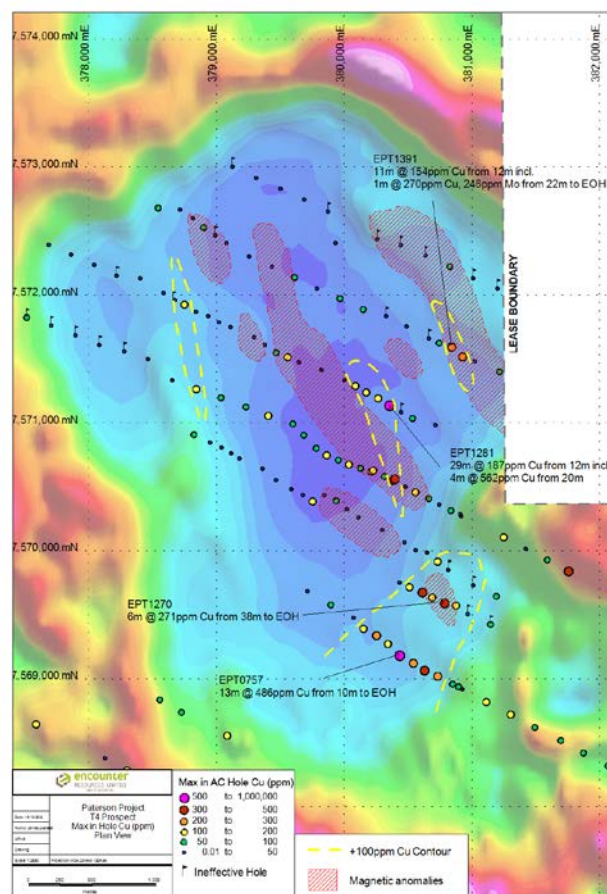 378,000 mE
379,000 mE
380,000 mE
381,000 mE
382,000 mE
7,574,000 mN
7,573,000 mN
EPT1391
11m @ 154ppm Cu from 12m incl.
1m @ 270ppm Cu, 246ppm Mo from 22m to EOH
7,572,000 mN
LEASE BOUNDARY
7,571,000 mN
EPT1281
29m @ 187ppm Cu from 12m incl.
4m @ 562ppm Cu from 20m
7,570,000 mN
EPT1270
6m @ 271ppm Cu from 38m to EOH
7,569,000 mN
EPT0757
13m @ 486ppm Cu from 10m to EOH
encounter
RESOURCES LIMITED
Paterson Project
T4 Prospect
Max in Hole Cu (ppm)
Plan View
Max in AC Hole Cu (ppm)
500 to 1,000,000
300 to 500
200 to 300
100 to 200
50 to 100
0.01 to 50
Ineffective Hole
+100ppm Cu Contour
Magnetic anomalies